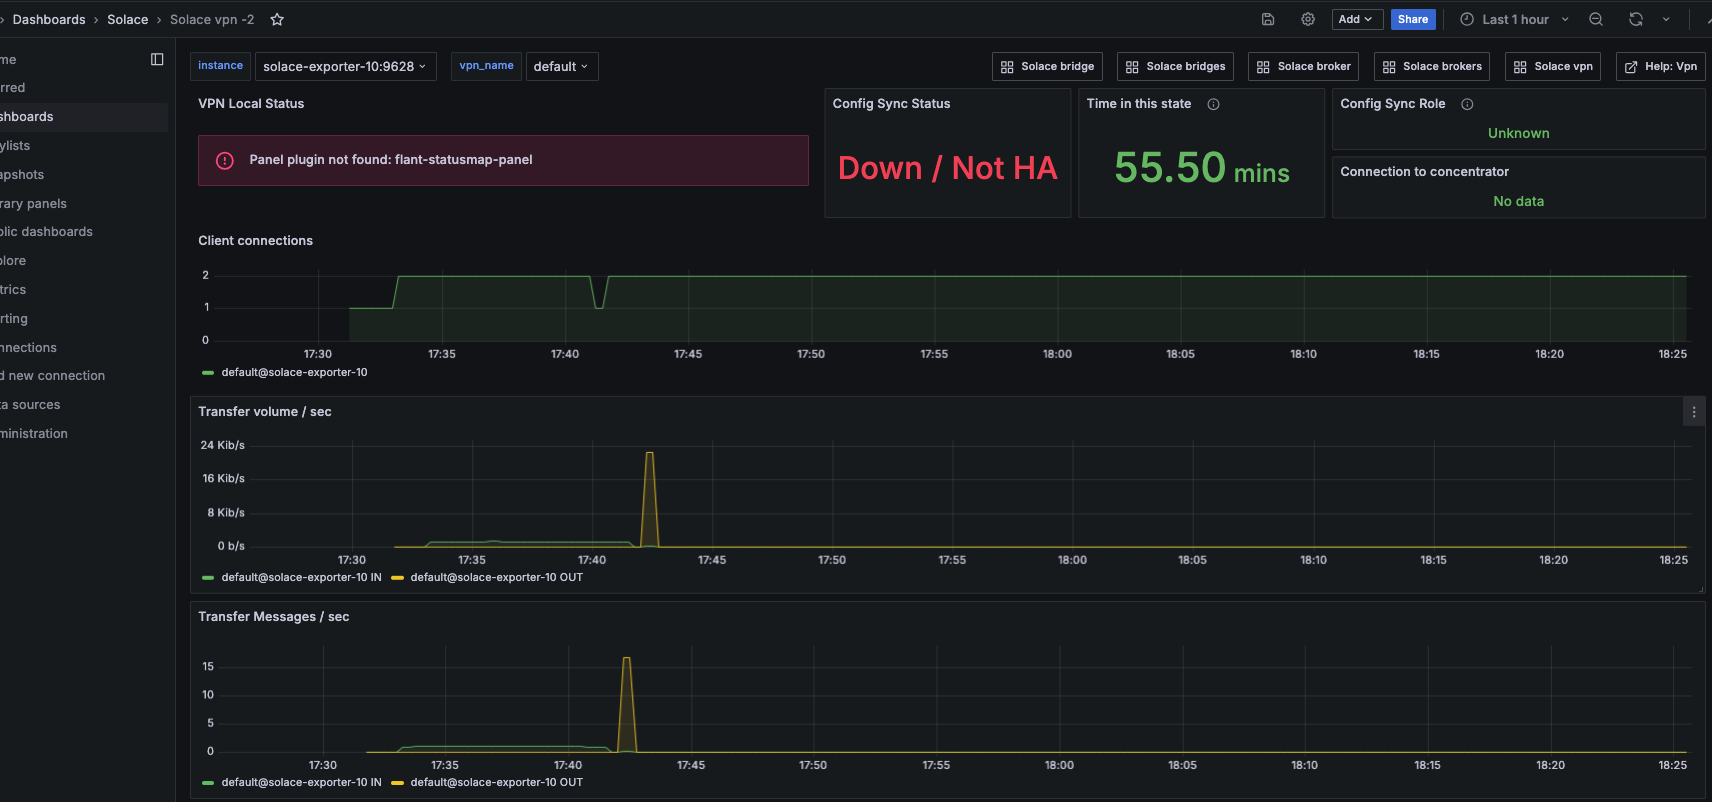 Dashboards › Solace › Solace vpn -2
Add
Share
Last 1 hour
me
rred
shboards
ylists
apshots
rary panels
blic dashboards
plore
trics
rting
nnections
d new connection
ta sources
ministration
instance
solace-exporter-10:9628
vpn_name
default
Solace bridge
Solace bridges
Solace broker
Solace brokers
Solace vpn
Help: Vpn
VPN Local Status
Panel plugin not found: flant-statusmap-panel
Config Sync Status
Down / Not HA
Time in this state
55.50 mins
Config Sync Role
Unknown
Connection to concentrator
No data
Client connections
2
1
0
17:30 17:35 17:40 17:45 17:50 17:55 18:00 18:05 18:10 18:15 18:20 18:25
default@solace-exporter-10
Transfer volume / sec
24 Kib/s
16 Kib/s
8 Kib/s
0 b/s
17:30 17:35 17:40 17:45 17:50 17:55 18:00 18:05 18:10 18:15 18:20 18:25
default@solace-exporter-10 IN default@solace-exporter-10 OUT
Transfer Messages / sec
15
10
5
0
17:30 17:35 17:40 17:45 17:50 17:55 18:00 18:05 18:10 18:15 18:20 18:25
default@solace-exporter-10 IN default@solace-exporter-10 OUT